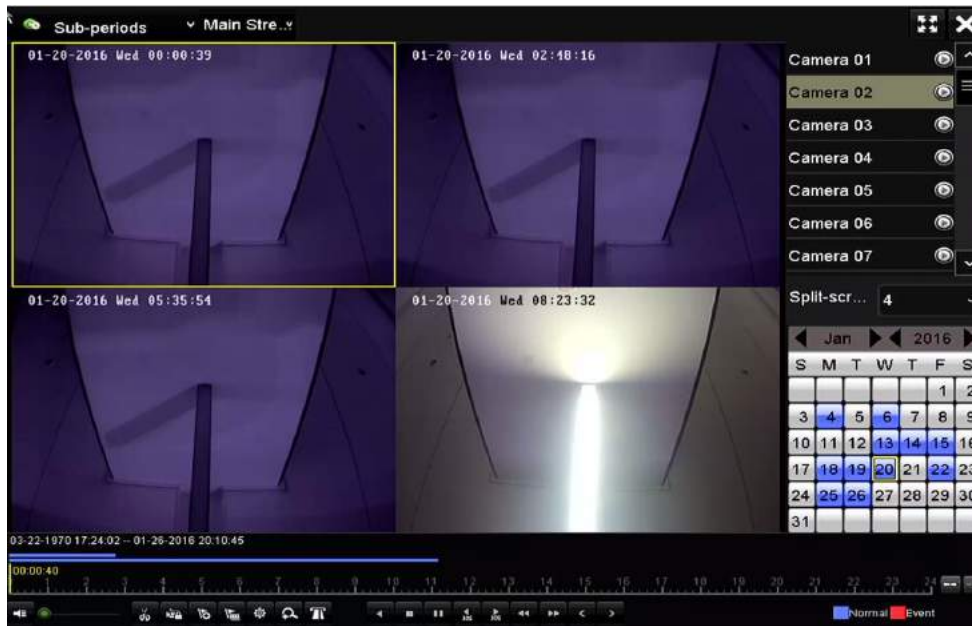 Sub-periods
Main Stre...
01-20-2016 Wed 00:00:39
01-20-2016 Wed 02:48:16
01-20-2016 Wed 05:35:54
01-20-2016 Wed 08:23:32
Camera 01
Camera 02
Camera 03
Camera 04
Camera 05
Camera 06
Camera 07
Split-scr... 4
Jan 2016
S M T W T F S
1 2
3 4 5 6 7 8 9
10 11 12 13 14 15 16
17 18 19 20 21 22 23
24 25 26 27 28 29 30
31
03-22-1970 17:24:02 -- 01-26-2016 20:10:45
00:00:40
1 2 3 4 5 6 7 8 9 10 11 12 13 14 15 16 17 18 19 20 21 22 23 24
30s 30s
Normal Event